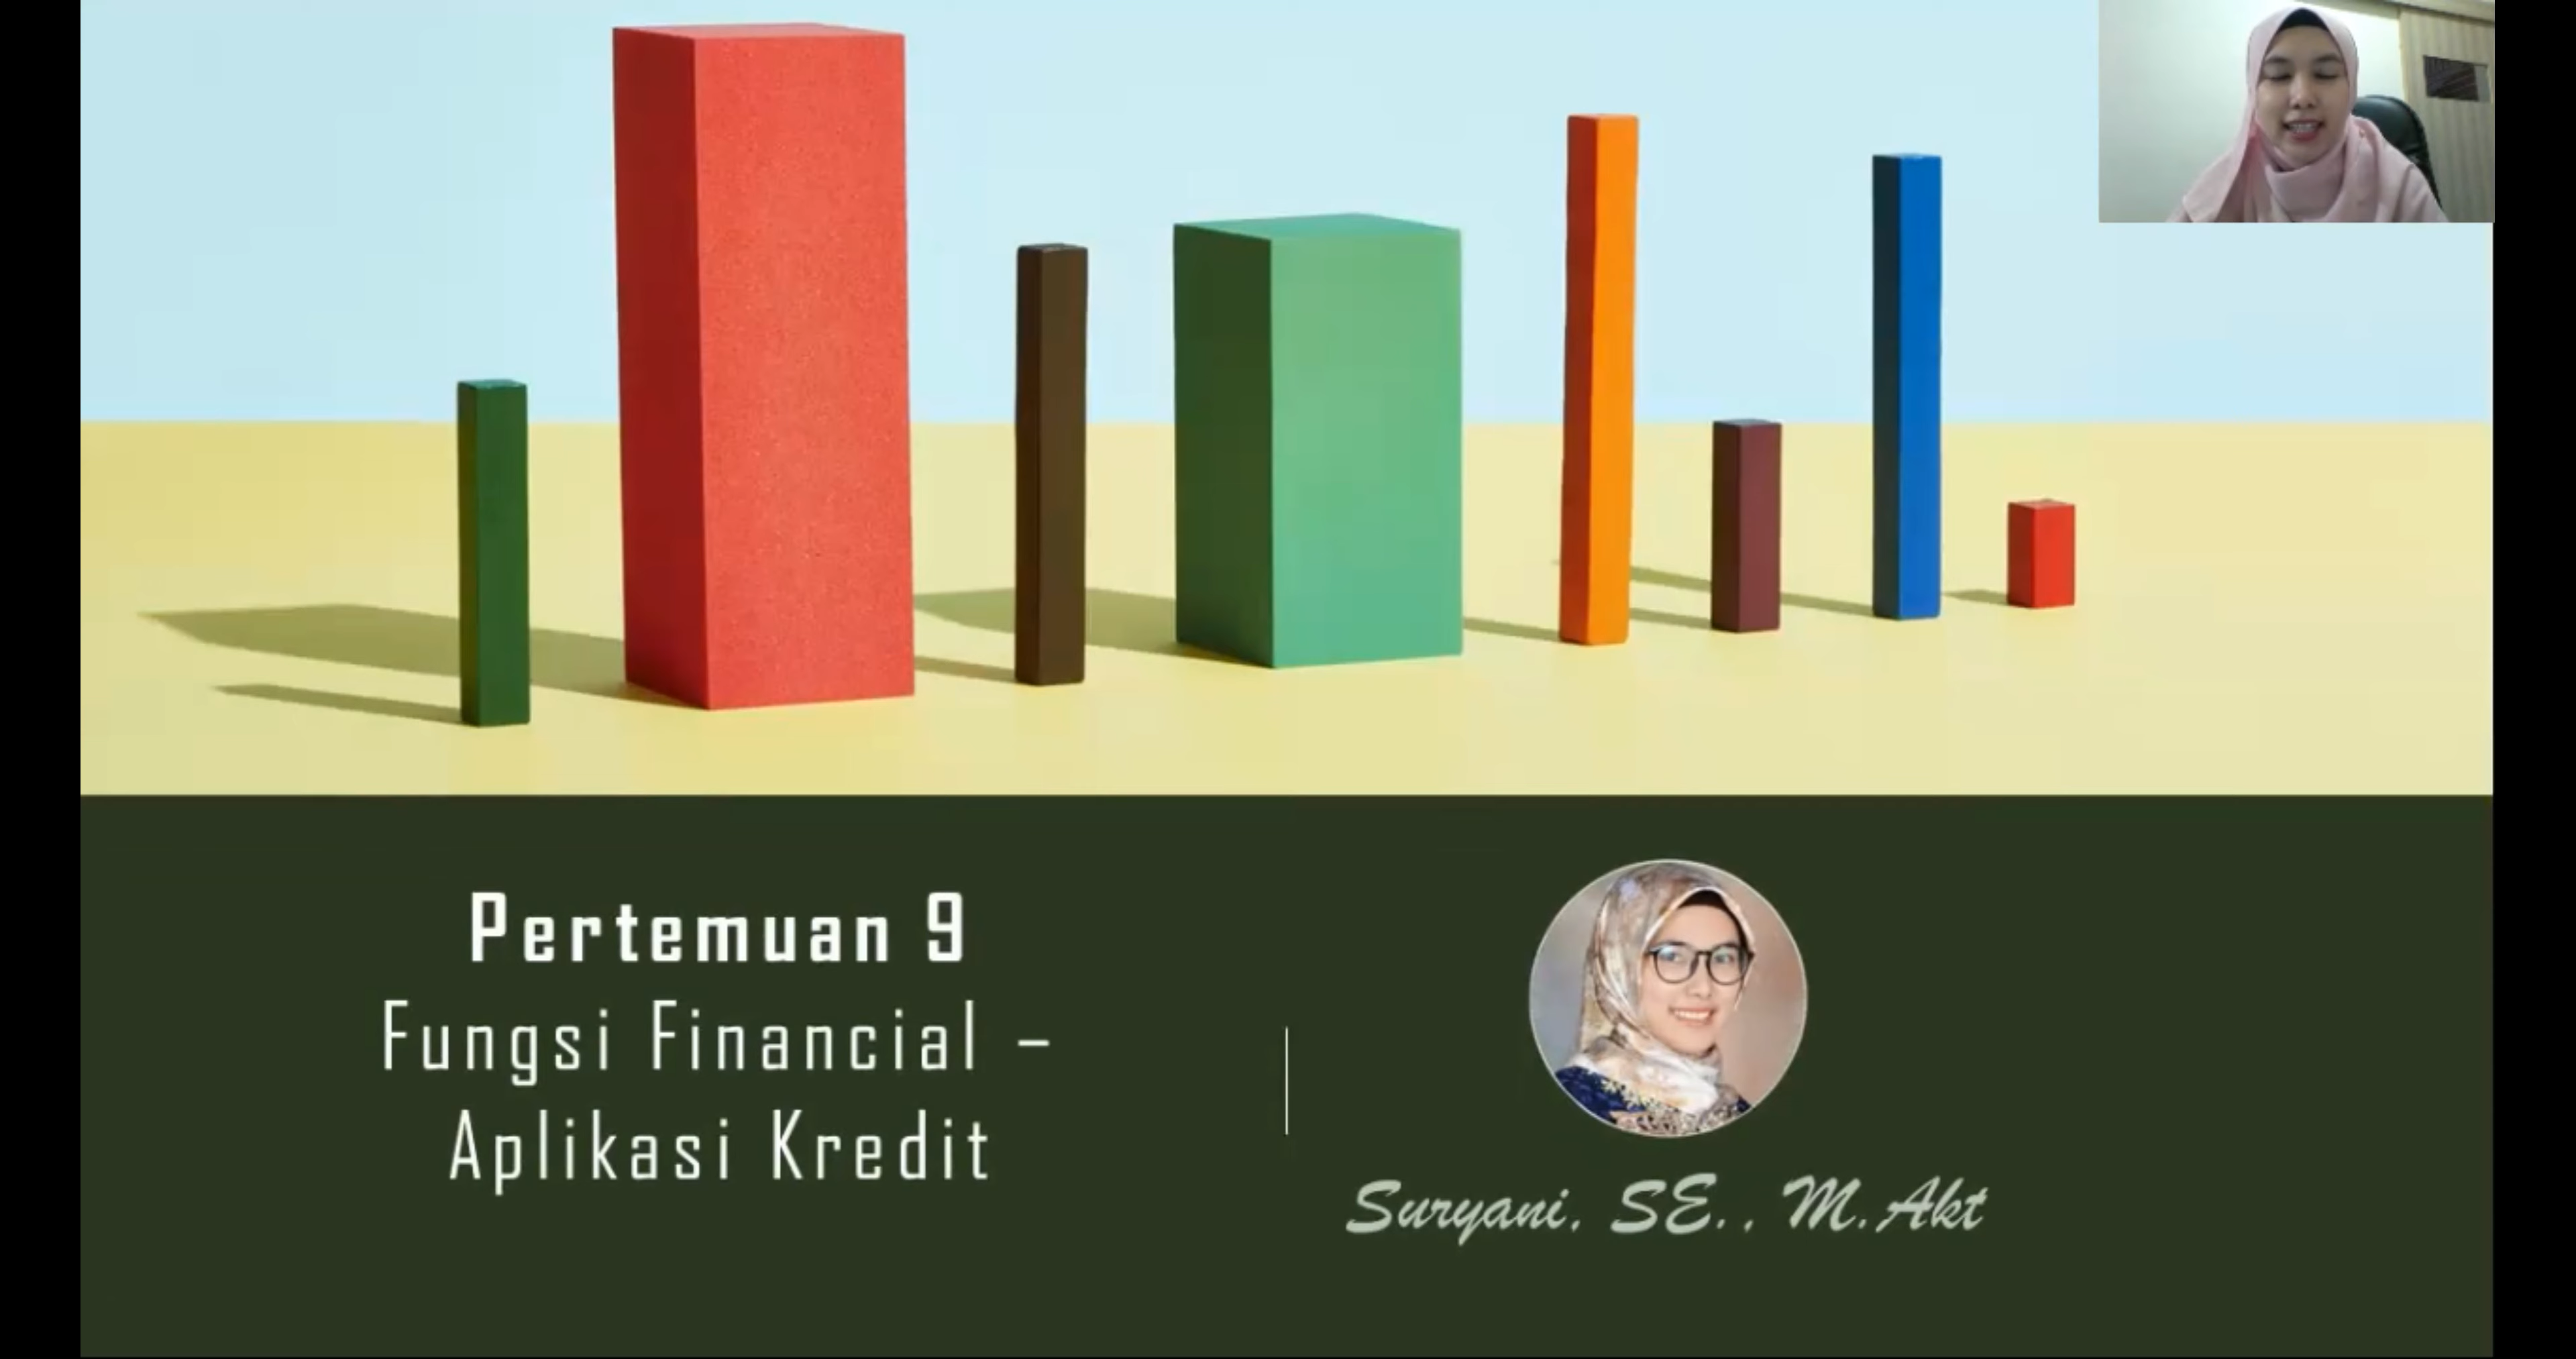 Pertemuan 9
Fungsi Financial –
Aplikasi Kredit
Suryani, SE., M.Akt